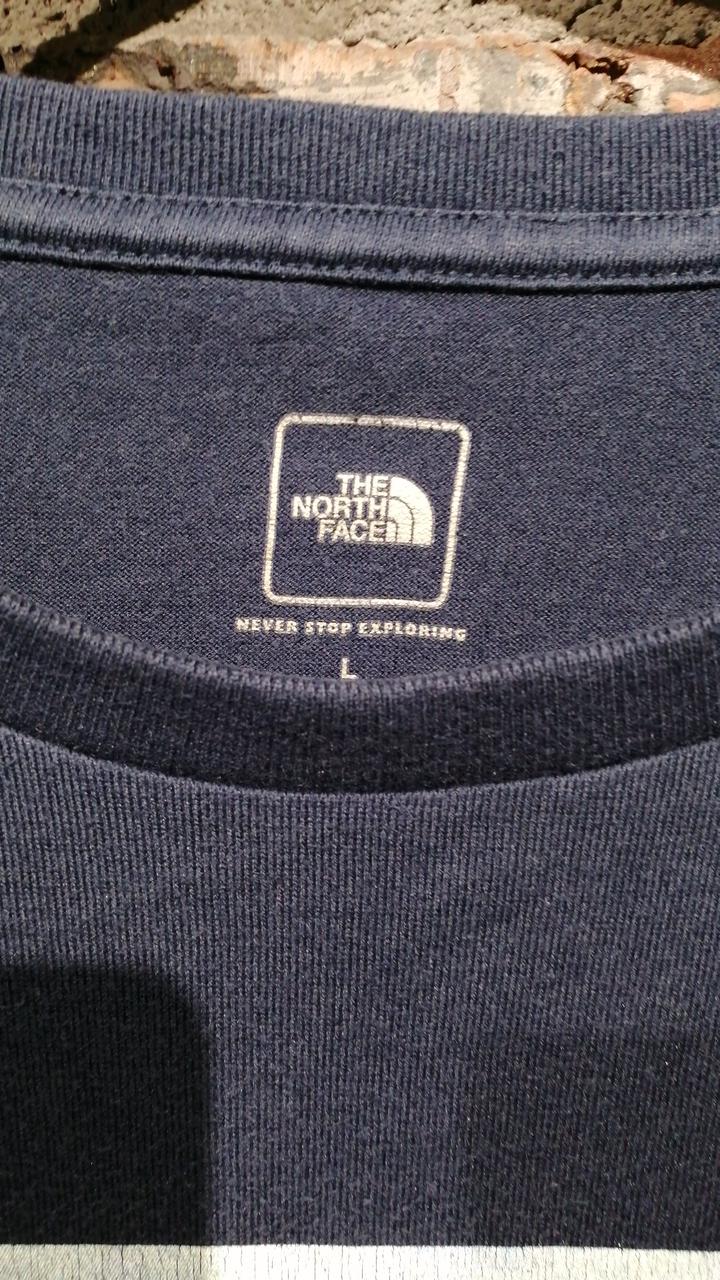 THE
NORTH
FACE
NEVER STOP EXPLORING
L